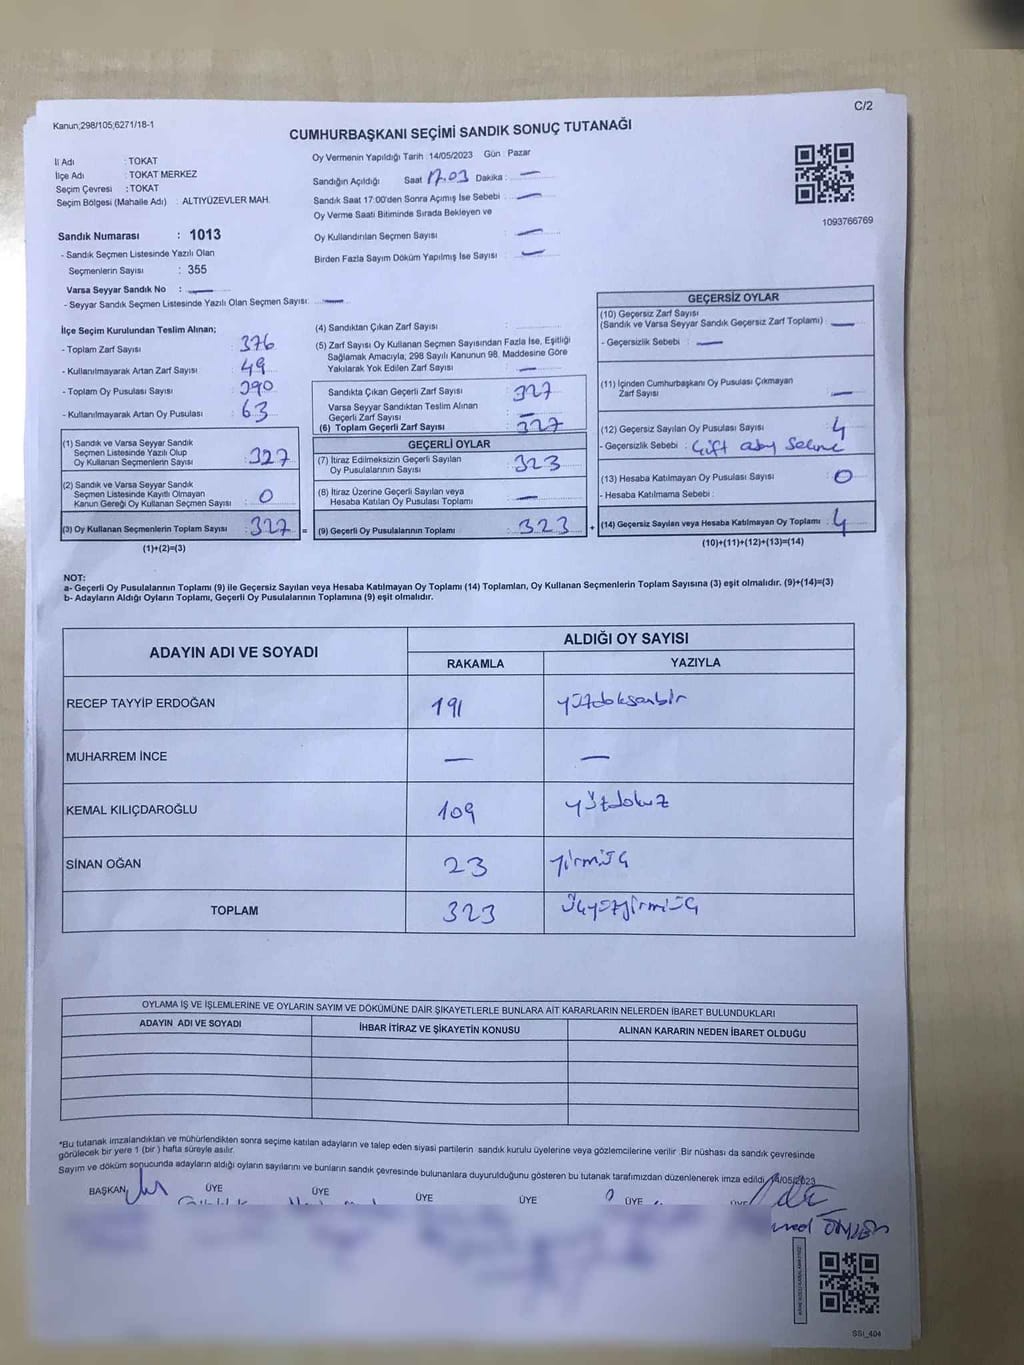 C/2
Kanun;298/105;6271/18-1
CUMHURBAŞKANI SEÇİMİ SANDIK SONUÇ TUTANAĞI
İl Adı : TOKAT
İlçe Adı : TOKAT MERKEZ
Seçim Çevresi : TOKAT
Seçim Bölgesi (Mahalle Adı) : ALTIYÜZEVLER MAH.
Oy Vermenin Yapıldığı Tarih : 14/05/2023 Gün : Pazar
Sandığın Açıldığı Saat 17.03 Dakika : —
Sandık Saat 17:00'den Sonra Açımış İse Sebebi : —
Oy Verme Saati Bitiminde Sırada Bekleyen ve
Oy Kullandırılan Seçmen Sayısı : —
Birden Fazla Sayım Döküm Yapılmış İse Sayısı : —
1093766769
Sandık Numarası : 1013
- Sandık Seçmen Listesinde Yazılı Olan
Seçmenlerin Sayısı : 355
Varsa Seyyar Sandık No : —
- Seyyar Sandık Seçmen Listesinde Yazılı Olan Seçmen Sayısı: —
İlçe Seçim Kurulundan Teslim Alınan;
- Toplam Zarf Sayısı : 376
- Kullanılmayarak Artan Zarf Sayısı : 49
- Toplam Oy Pusulası Sayısı : 390
- Kullanılmayarak Artan Oy Pusulası : 63
(1) Sandık ve Varsa Seyyar Sandık
Seçmen Listesinde Yazılı Olup
Oy Kullanan Seçmenlerin Sayısı : 327
(2) Sandık ve Varsa Seyyar Sandık
Seçmen Listesinde Kayıtlı Olmayan
Kanun Gereği Oy Kullanan Seçmen Sayısı : 0
(3) Oy Kullanan Seçmenlerin Toplam Sayısı : 327 =
(1)+(2)=(3)
(4) Sandıktan Çıkan Zarf Sayısı :
(5) Zarf Sayısı Oy Kullanan Seçmen Sayısından Fazla İse, Eşitliği
Sağlamak Amacıyla, 298 Sayılı Kanunun 98. Maddesine Göre
Yakılarak Yok Edilen Zarf Sayısı : —
Sandıkta Çıkan Geçerli Zarf Sayısı : 327
Varsa Seyyar Sandıktan Teslim Alınan
Geçerli Zarf Sayısı : —
(6) Toplam Geçerli Zarf Sayısı : 327
GEÇERLİ OYLAR
(7) İtiraz Edilmeksizin Geçerli Sayılan
Oy Pusulalarının Sayısı : 323
(8) İtiraz Üzerine Geçerli Sayılan veya
Hesaba Katılan Oy Pusulası Toplamı : —
(9) Geçerli Oy Pusulalarının Toplamı : 323 +
GEÇERSİZ OYLAR
(10) Geçersiz Zarf Sayısı
(Sandık ve Varsa Seyyar Sandık Geçersiz Zarf Toplamı) : —
- Geçersizlik Sebebi : —
(11) İçinden Cumhurbaşkanı Oy Pusulası Çıkmayan
Zarf Sayısı : —
(12) Geçersiz Sayılan Oy Pusulası Sayısı : 4
- Geçersizlik Sebebi : Çift
(13) Hesaba Katılmayan Oy Pusulası Sayısı : 0
- Hesaba Katılmama Sebebi :
(14) Geçersiz Sayılan veya Hesaba Katılmayan Oy Toplamı : 4
(10)+(11)+(12)+(13)=(14)
NOT:
a- Geçerli Oy Pusulalarının Toplamı (9) ile Geçersiz Sayılan veya Hesaba Katılmayan Oy Toplamı (14) Toplamları, Oy Kullanan Seçmenlerin Toplam Sayısına (3) eşit olmalıdır. (9)+(14)=(3)
b- Adayların Aldığı Oyların Toplamı, Geçerli Oy Pusulalarının Toplamına (9) eşit olmalıdır.
ADAYIN ADI VE SOYADI ALDIĞI OY SAYISI
RAKAMLA YAZIYLA
RECEP TAYYİP ERDOĞAN 191 yüzdoksanbir
MUHARREM İNCE — —
KEMAL KILIÇDAROĞLU 109 yüzdokuz
SİNAN OĞAN 23 yirmiüç
TOPLAM 323 üçyüzyirmiüç
OYLAMA İŞ VE İŞLEMLERİNE VE OYLARIN SAYIM VE DÖKÜMÜNE DAİR ŞİKAYETLERLE BUNLARA AİT KARARLARIN NELERDEN İBARET BULUNDUKLARI
ADAYIN ADI VE SOYADI İHBAR İTİRAZ VE ŞİKAYETİN KONUSU ALINAN KARARIN NEDEN İBARET OLDUĞU
*Bu tutanak imzalandıktan ve mühürlendikten sonra seçime katılan adayların ve talep eden siyasi partilerin sandık kurulu üyelerine veya gözlemcilerine verilir. Bir nüshası da sandık çevresinde
görülecek bir yere 1 (bir ) hafta süreyle asılır.
Sayım ve döküm sonucunda adayların aldığı oyların sayılarını ve bunların sandık çevresinde bulunanlara duyurulduğunu gösteren bu tutanak tarafımızdan düzenlenerek imza edildi. 14/05/2023
BAŞKAN ÜYE ÜYE ÜYE ÜYE ÜYE ÜYE
SSI_404